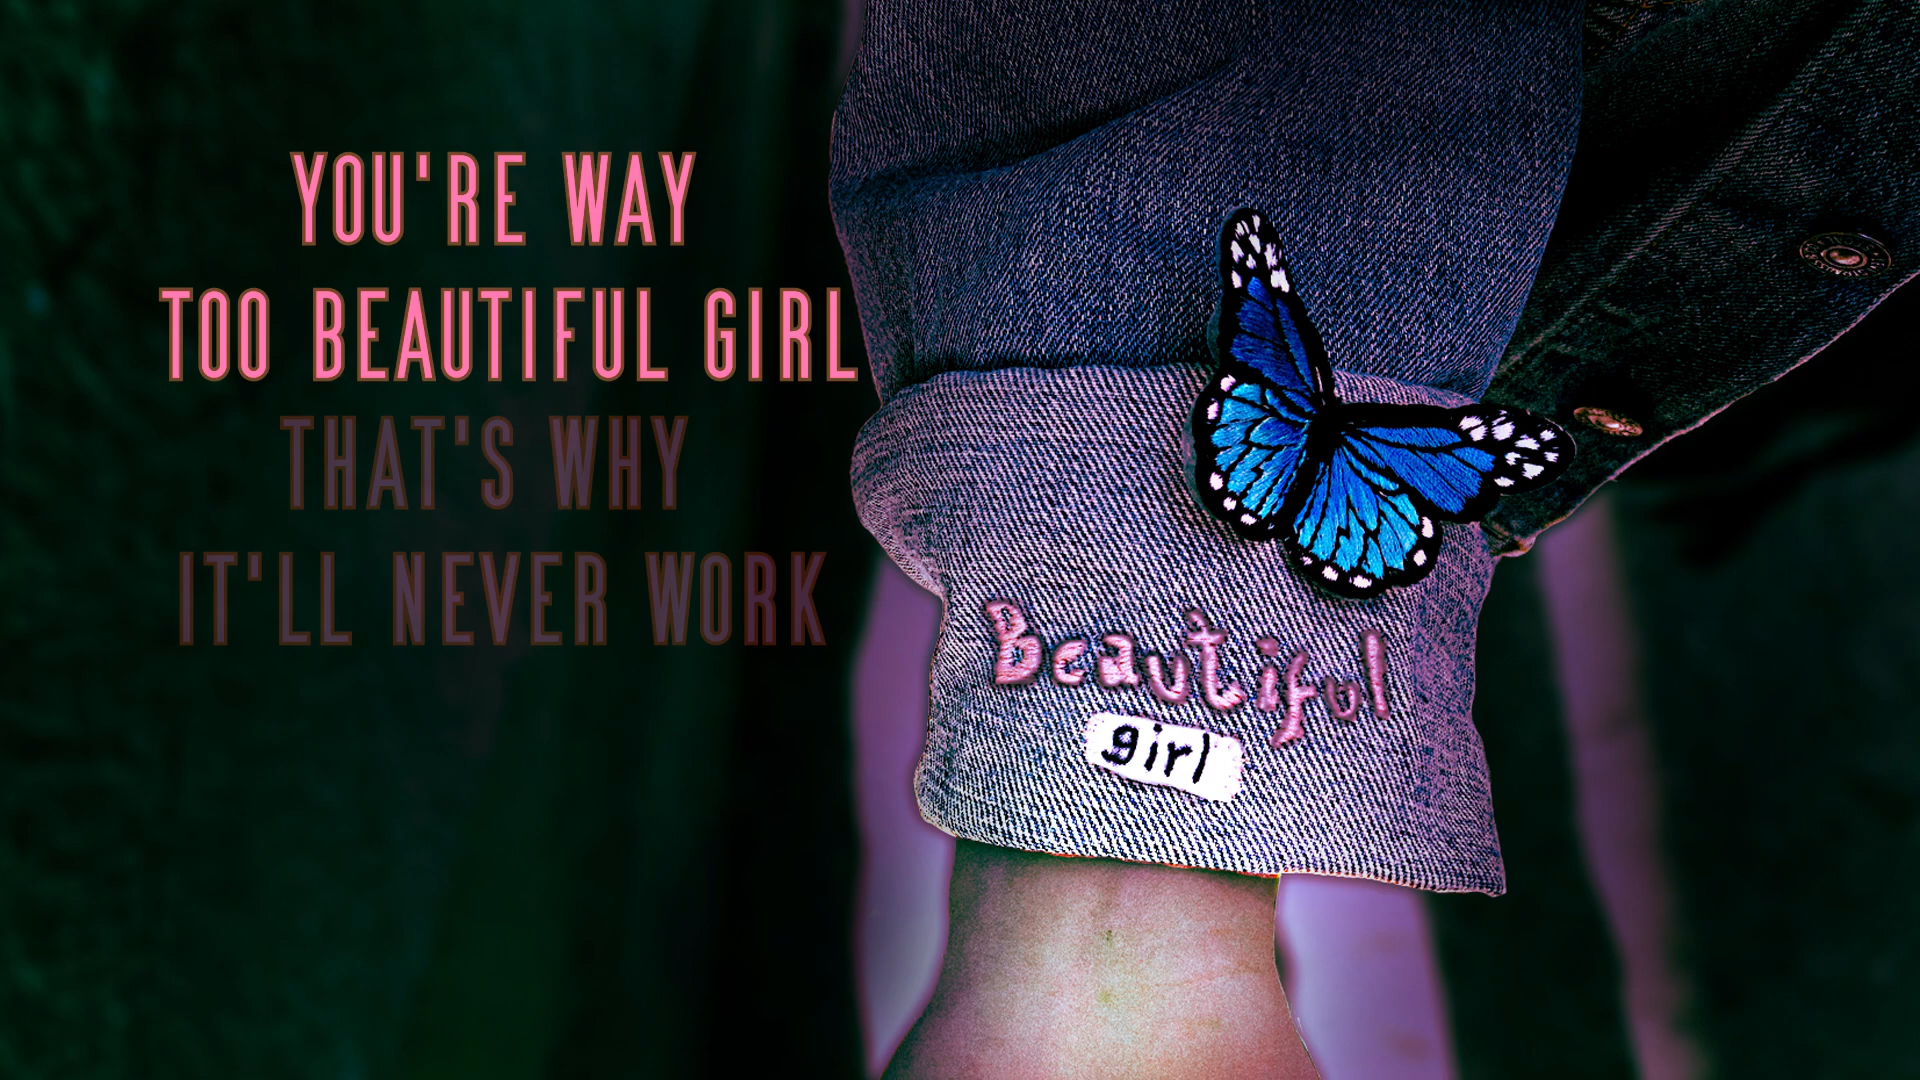 YOU'RE WAY
TOO BEAUTIFUL GIRL
THAT'S WHY
IT'LL NEVER WORK
Beautiful
girl